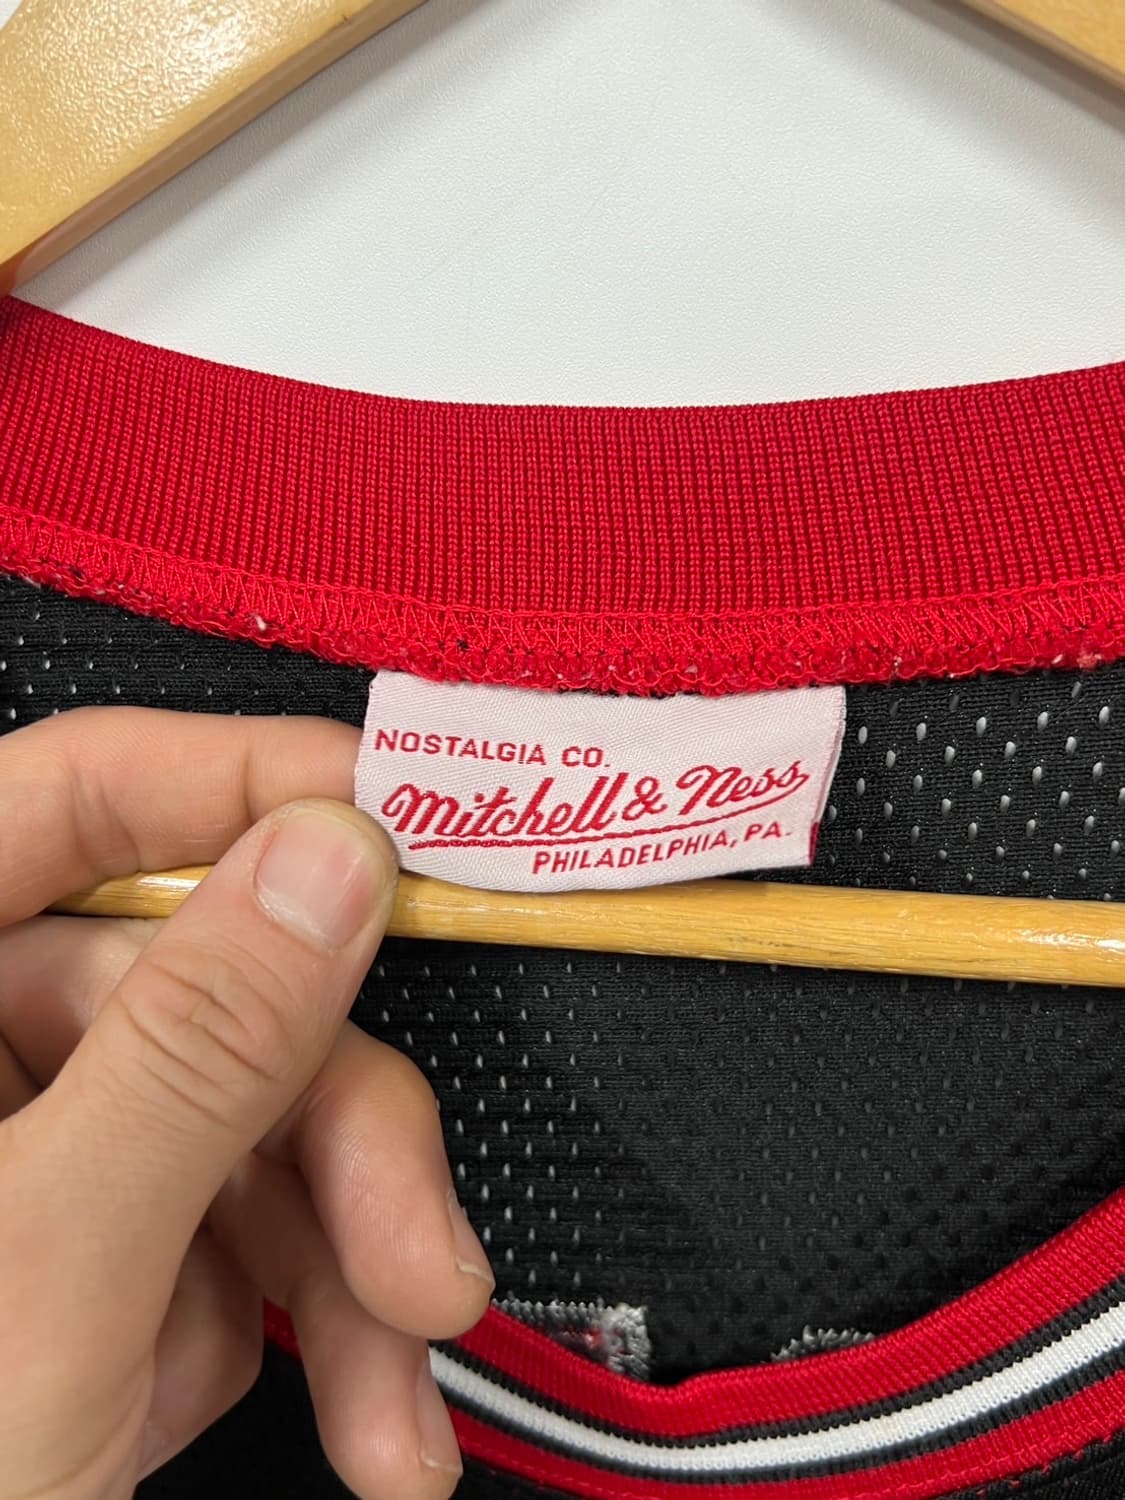 NOSTALGIA CO.
Mitchell & Ness
PHILADELPHIA, PA.